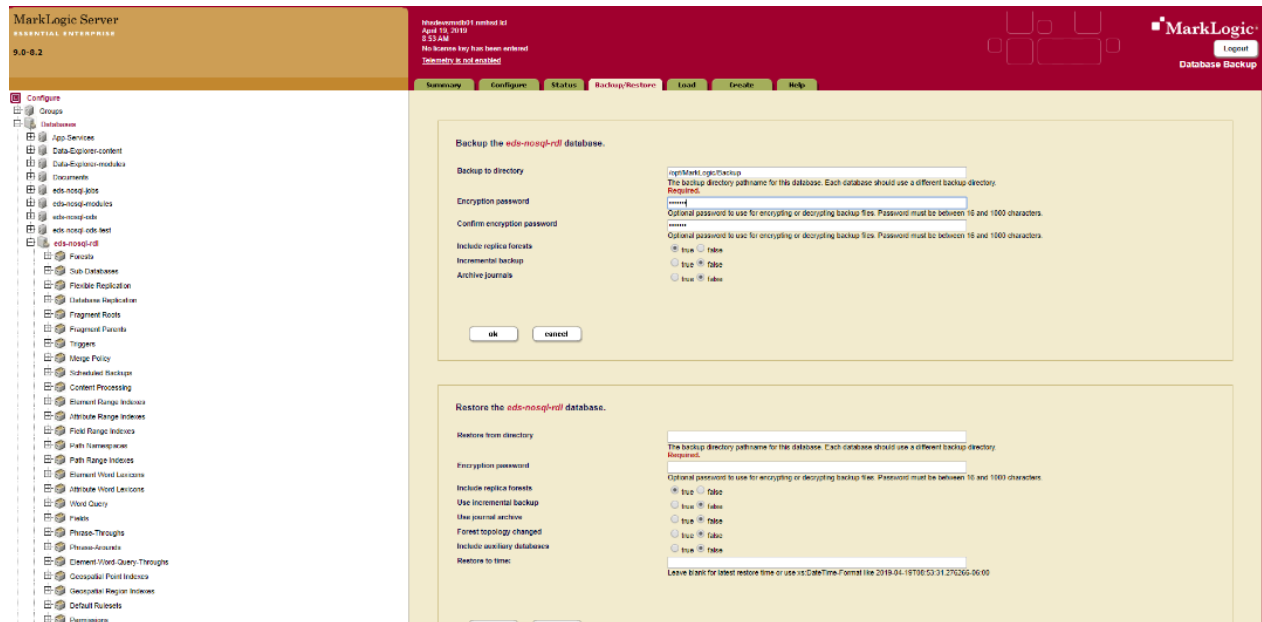 MarkLogic Server
ESSENTIAL ENTERPRISE
9.0-8.2
April 19, 2019
8:53 AM
No license key has been entered
Telemetry is not enabled
MarkLogic
Logout
Database Backup
Summary Configure Status Backup/Restore Load Create Help
Configure
Groups
Databases
App-Services
Data-Explorer-content
Data-Explorer-modules
Documents
eds-nosql-jobs
eds-nosql-modules
eds-nosql-ods
eds-nosql-ods-test
eds-nosql-rdl
Forests
Sub Databases
Flexible Replication
Database Replication
Fragment Roots
Fragment Parents
Triggers
Merge Policy
Scheduled Backups
Content Processing
Element Range Indexes
Attribute Range Indexes
Field Range Indexes
Path Namespaces
Path Range Indexes
Element Word Lexicons
Attribute Word Lexicons
Word Query
Fields
Phrase-Throughs
Phrase-Arounds
Element-Word-Query-Throughs
Geospatial Point Indexes
Geospatial Region Indexes
Default Rulesets
Permissions
Backup the eds-nosql-rdl database.
Backup to directory
/opt/MarkLogic/Backup
The backup directory pathname for this database. Each database should use a different backup directory.
Required.
Encryption password
•••••••
Optional password to use for encrypting or decrypting backup files. Password must be between 16 and 1000 characters.
Confirm encryption password
•••••••
Optional password to use for encrypting or decrypting backup files. Password must be between 16 and 1000 characters.
Include replica forests true false
Incremental backup true false
Archive journals true false
ok cancel
Restore the eds-nosql-rdl database.
Restore from directory
The backup directory pathname for this database. Each database should use a different backup directory.
Required.
Encryption password
Optional password to use for encrypting or decrypting backup files. Password must be between 16 and 1000 characters.
Include replica forests true false
Use incremental backup true false
Use journal archive true false
Forest topology changed true false
Include auxiliary databases true false
Restore to time:
Leave blank for latest restore time or use xs:DateTime-Format like 2019-04-19T08:53:31.276266-06:00